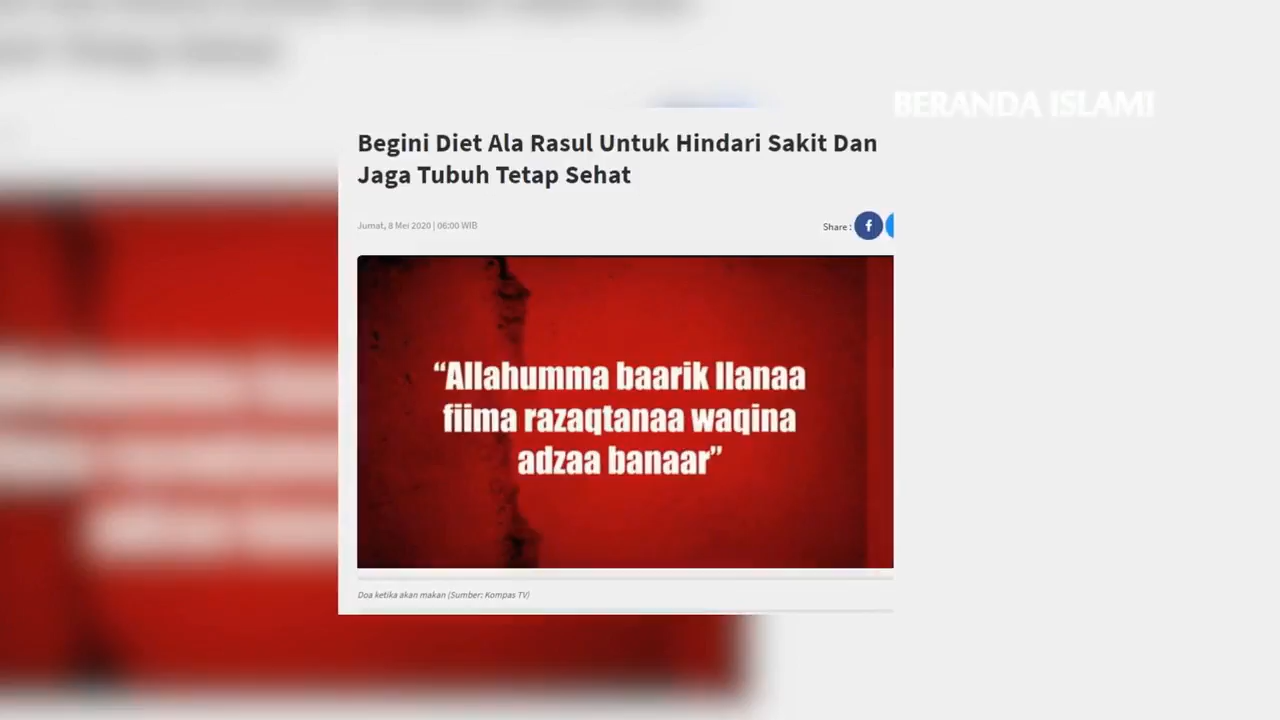 BERANDA ISLAMI
Begini Diet Ala Rasul Untuk Hindari Sakit Dan
Jaga Tubuh Tetap Sehat
Jumat, 8 Mei 2020 | 06:00 WIB
Share :
“Allahumma baarik llanaa
fiima razaqtanaa waqina
adzaa banaar”
Doa ketika akan makan (Sumber: Kompas TV)